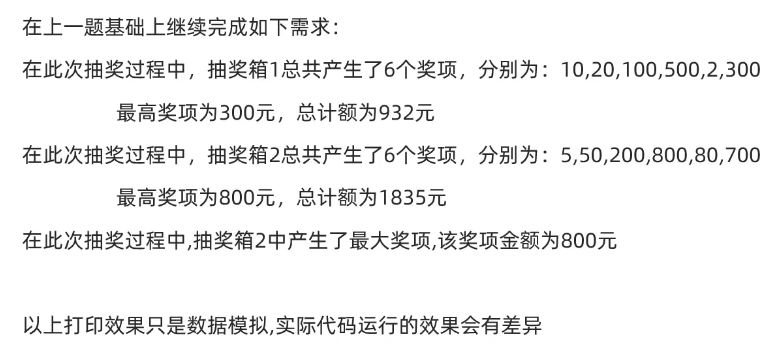 在上一题基础上继续完成如下需求：
在此次抽奖过程中，抽奖箱1总共产生了6个奖项，分别为：10,20,100,500,2,300
最高奖项为300元，总计额为932元
在此次抽奖过程中，抽奖箱2总共产生了6个奖项，分别为：5,50,200,800,80,700
最高奖项为800元，总计额为1835元
在此次抽奖过程中,抽奖箱2中产生了最大奖项,该奖项金额为800元
以上打印效果只是数据模拟,实际代码运行的效果会有差异